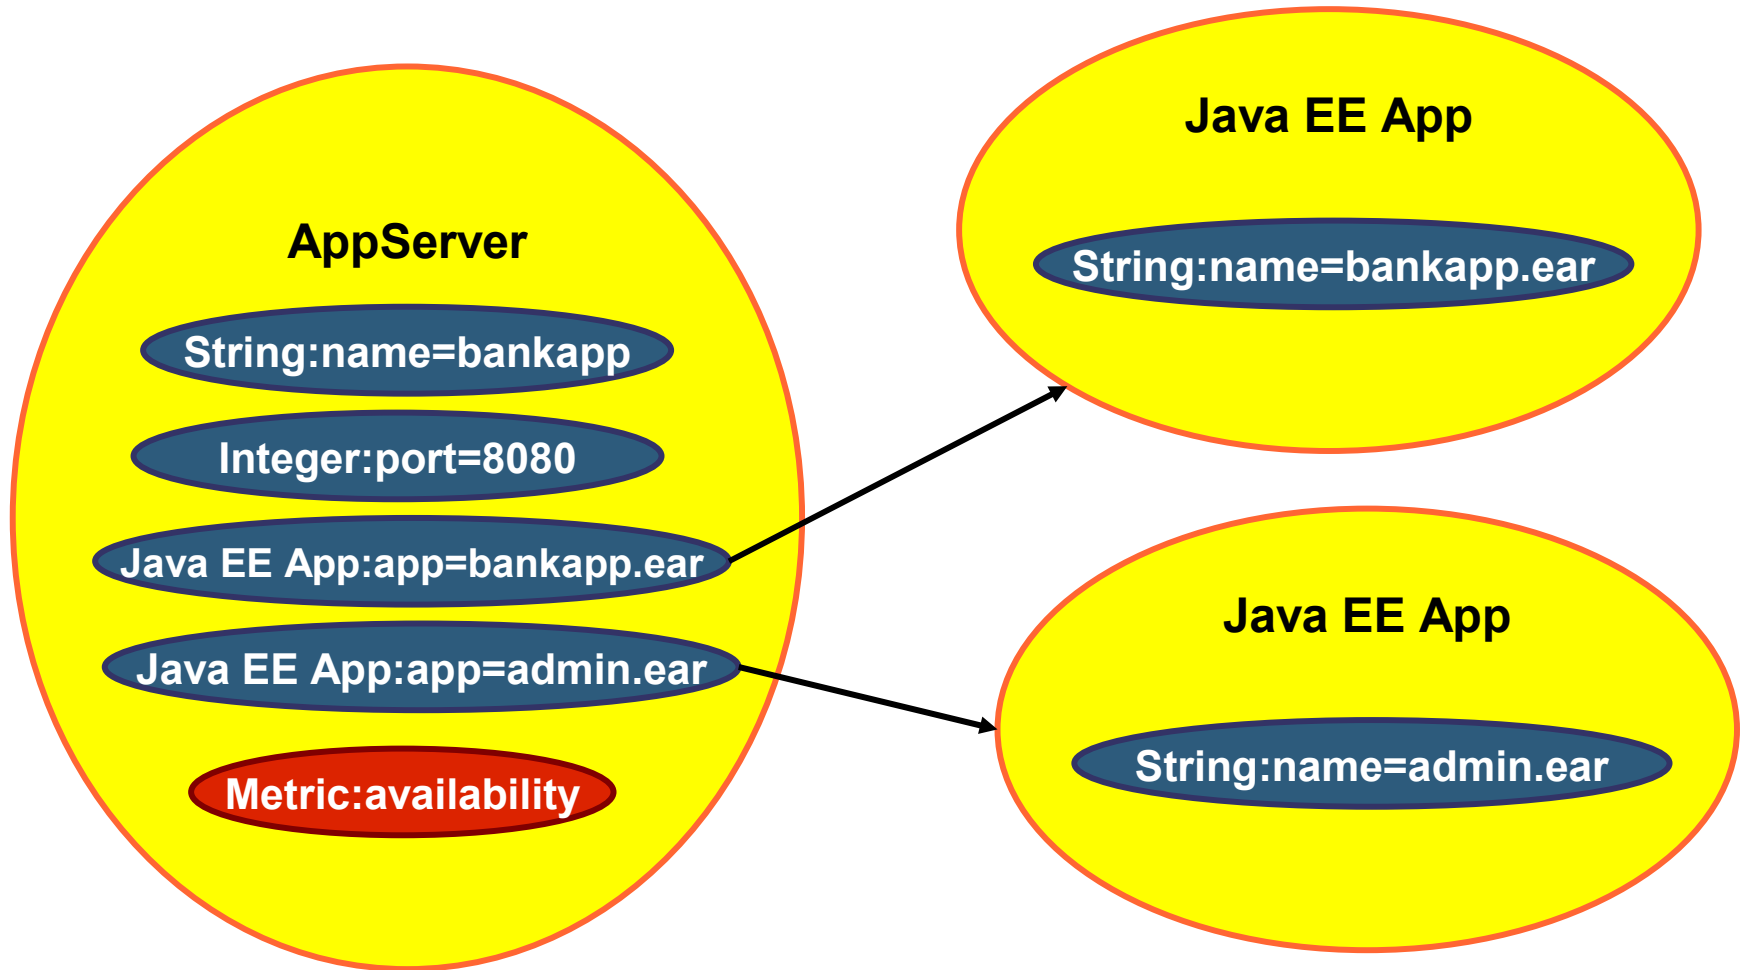 AppServer
String:name=bankapp
Integer:port=8080
Java EE App:app=bankapp.ear
Java EE App:app=admin.ear
Metric:availability
Java EE App
String:name=bankapp.ear
Java EE App
String:name=admin.ear